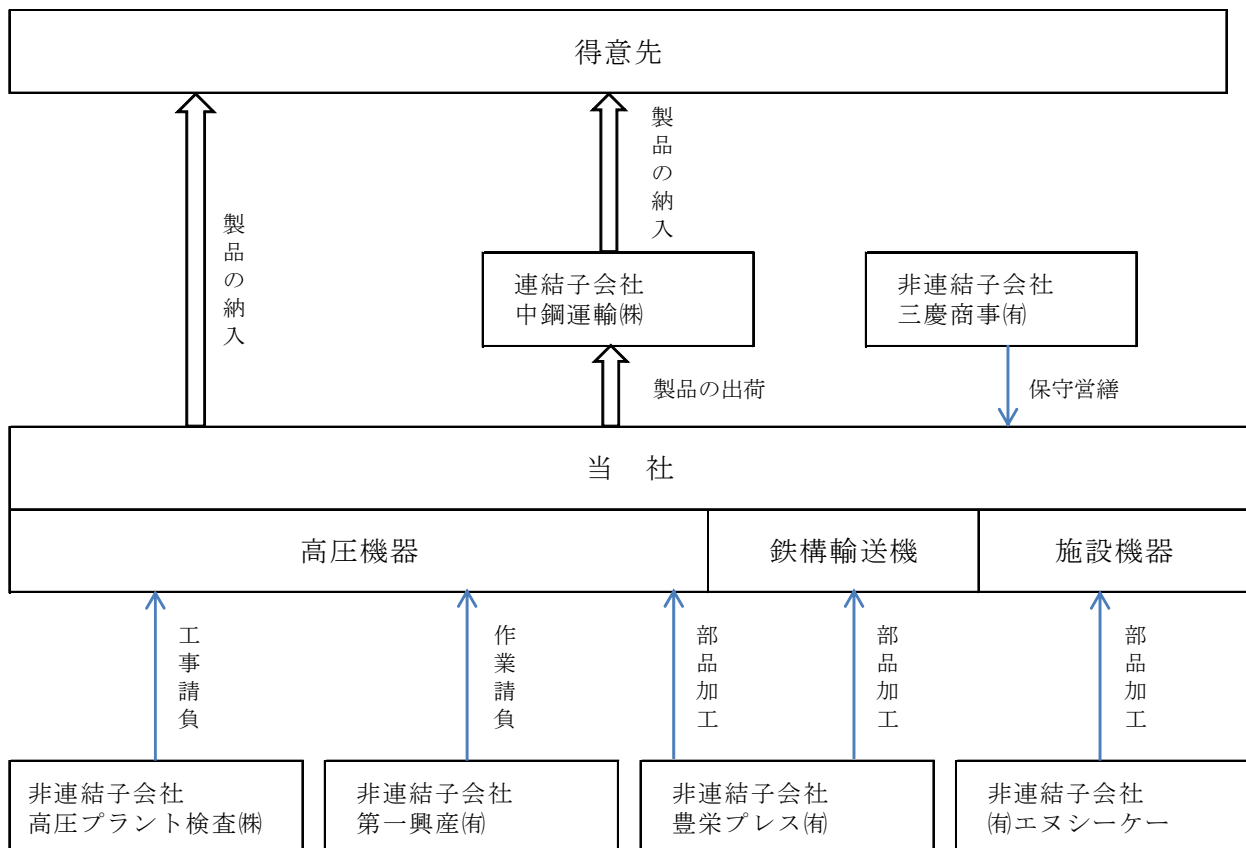 得意先
製品の納入
製品の納入
連結子会社
中鋼運輸㈱
非連結子会社
三慶商事㈲
製品の出荷
保守営繕
当 社
高圧機器
鉄構輸送機
施設機器
工事請負
作業請負
部品加工
部品加工
部品加工
非連結子会社
高圧プラント検査㈱
非連結子会社
第一興産㈲
非連結子会社
豊栄プレス㈲
非連結子会社
㈲エヌシーケー